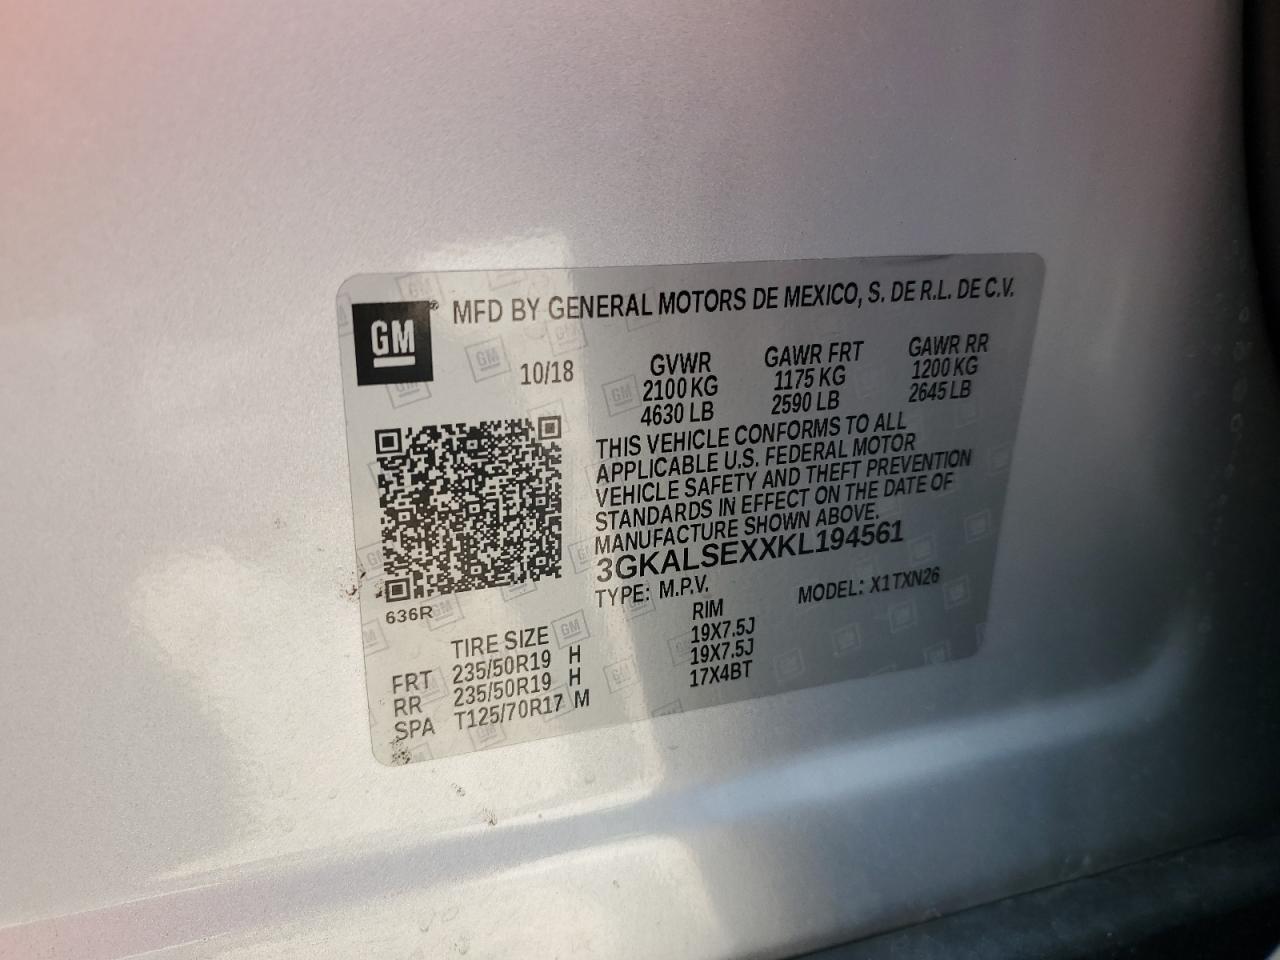 GM® MFD BY GENERAL MOTORS DE MEXICO, S. DE R.L. DE C.V.
10/18 GVWR GAWR FRT GAWR RR
2100 KG 1175 KG 1200 KG
4630 LB 2590 LB 2645 LB
THIS VEHICLE CONFORMS TO ALL
APPLICABLE U.S. FEDERAL MOTOR
VEHICLE SAFETY AND THEFT PREVENTION
STANDARDS IN EFFECT ON THE DATE OF
MANUFACTURE SHOWN ABOVE.
3GKALSEXXKL194561
TYPE: M.P.V. MODEL: X1TXN26
636R
TIRE SIZE RIM
FRT 235/50R19 H 19X7.5J
RR 235/50R19 H 19X7.5J
SPA T125/70R17 M 17X4BT